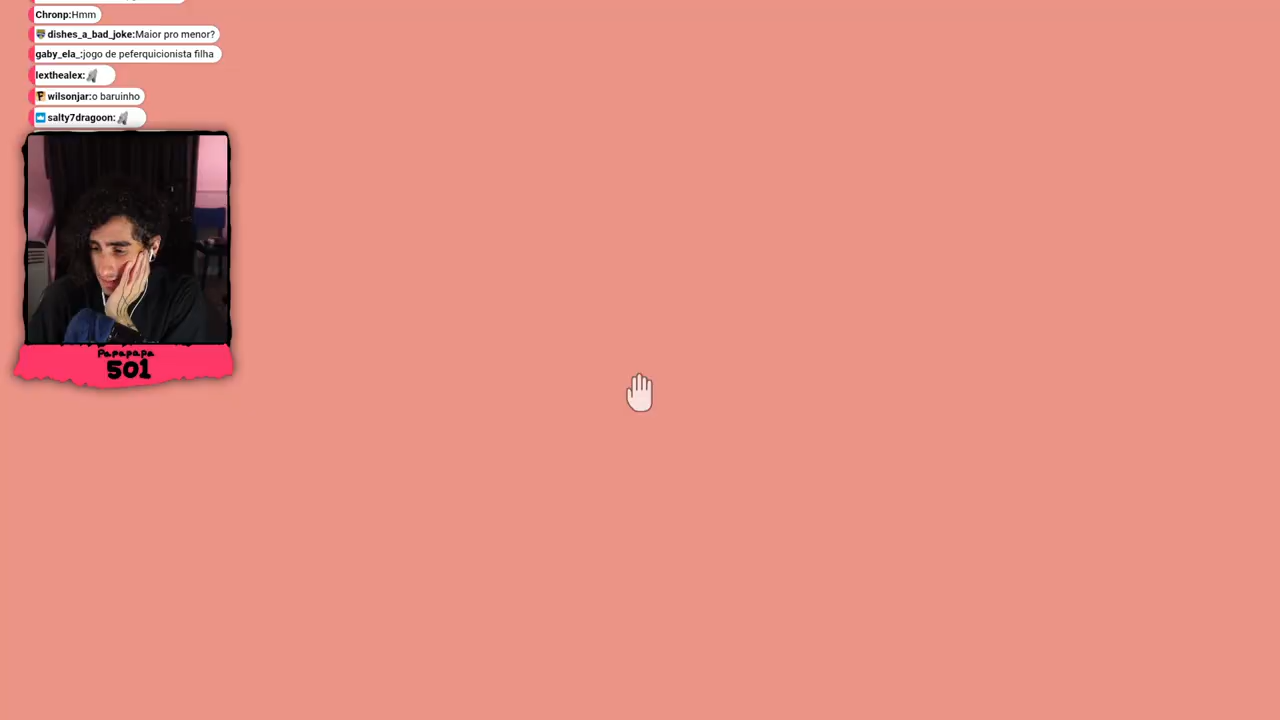 Chronp:Hmm
dishes_a_bad_joke:Maior pro menor?
gaby_ela_:jogo de peferquicionista filha
lexthealex:
wilsonjar:o baruinho
salty7dragoon:
Papapapa
501